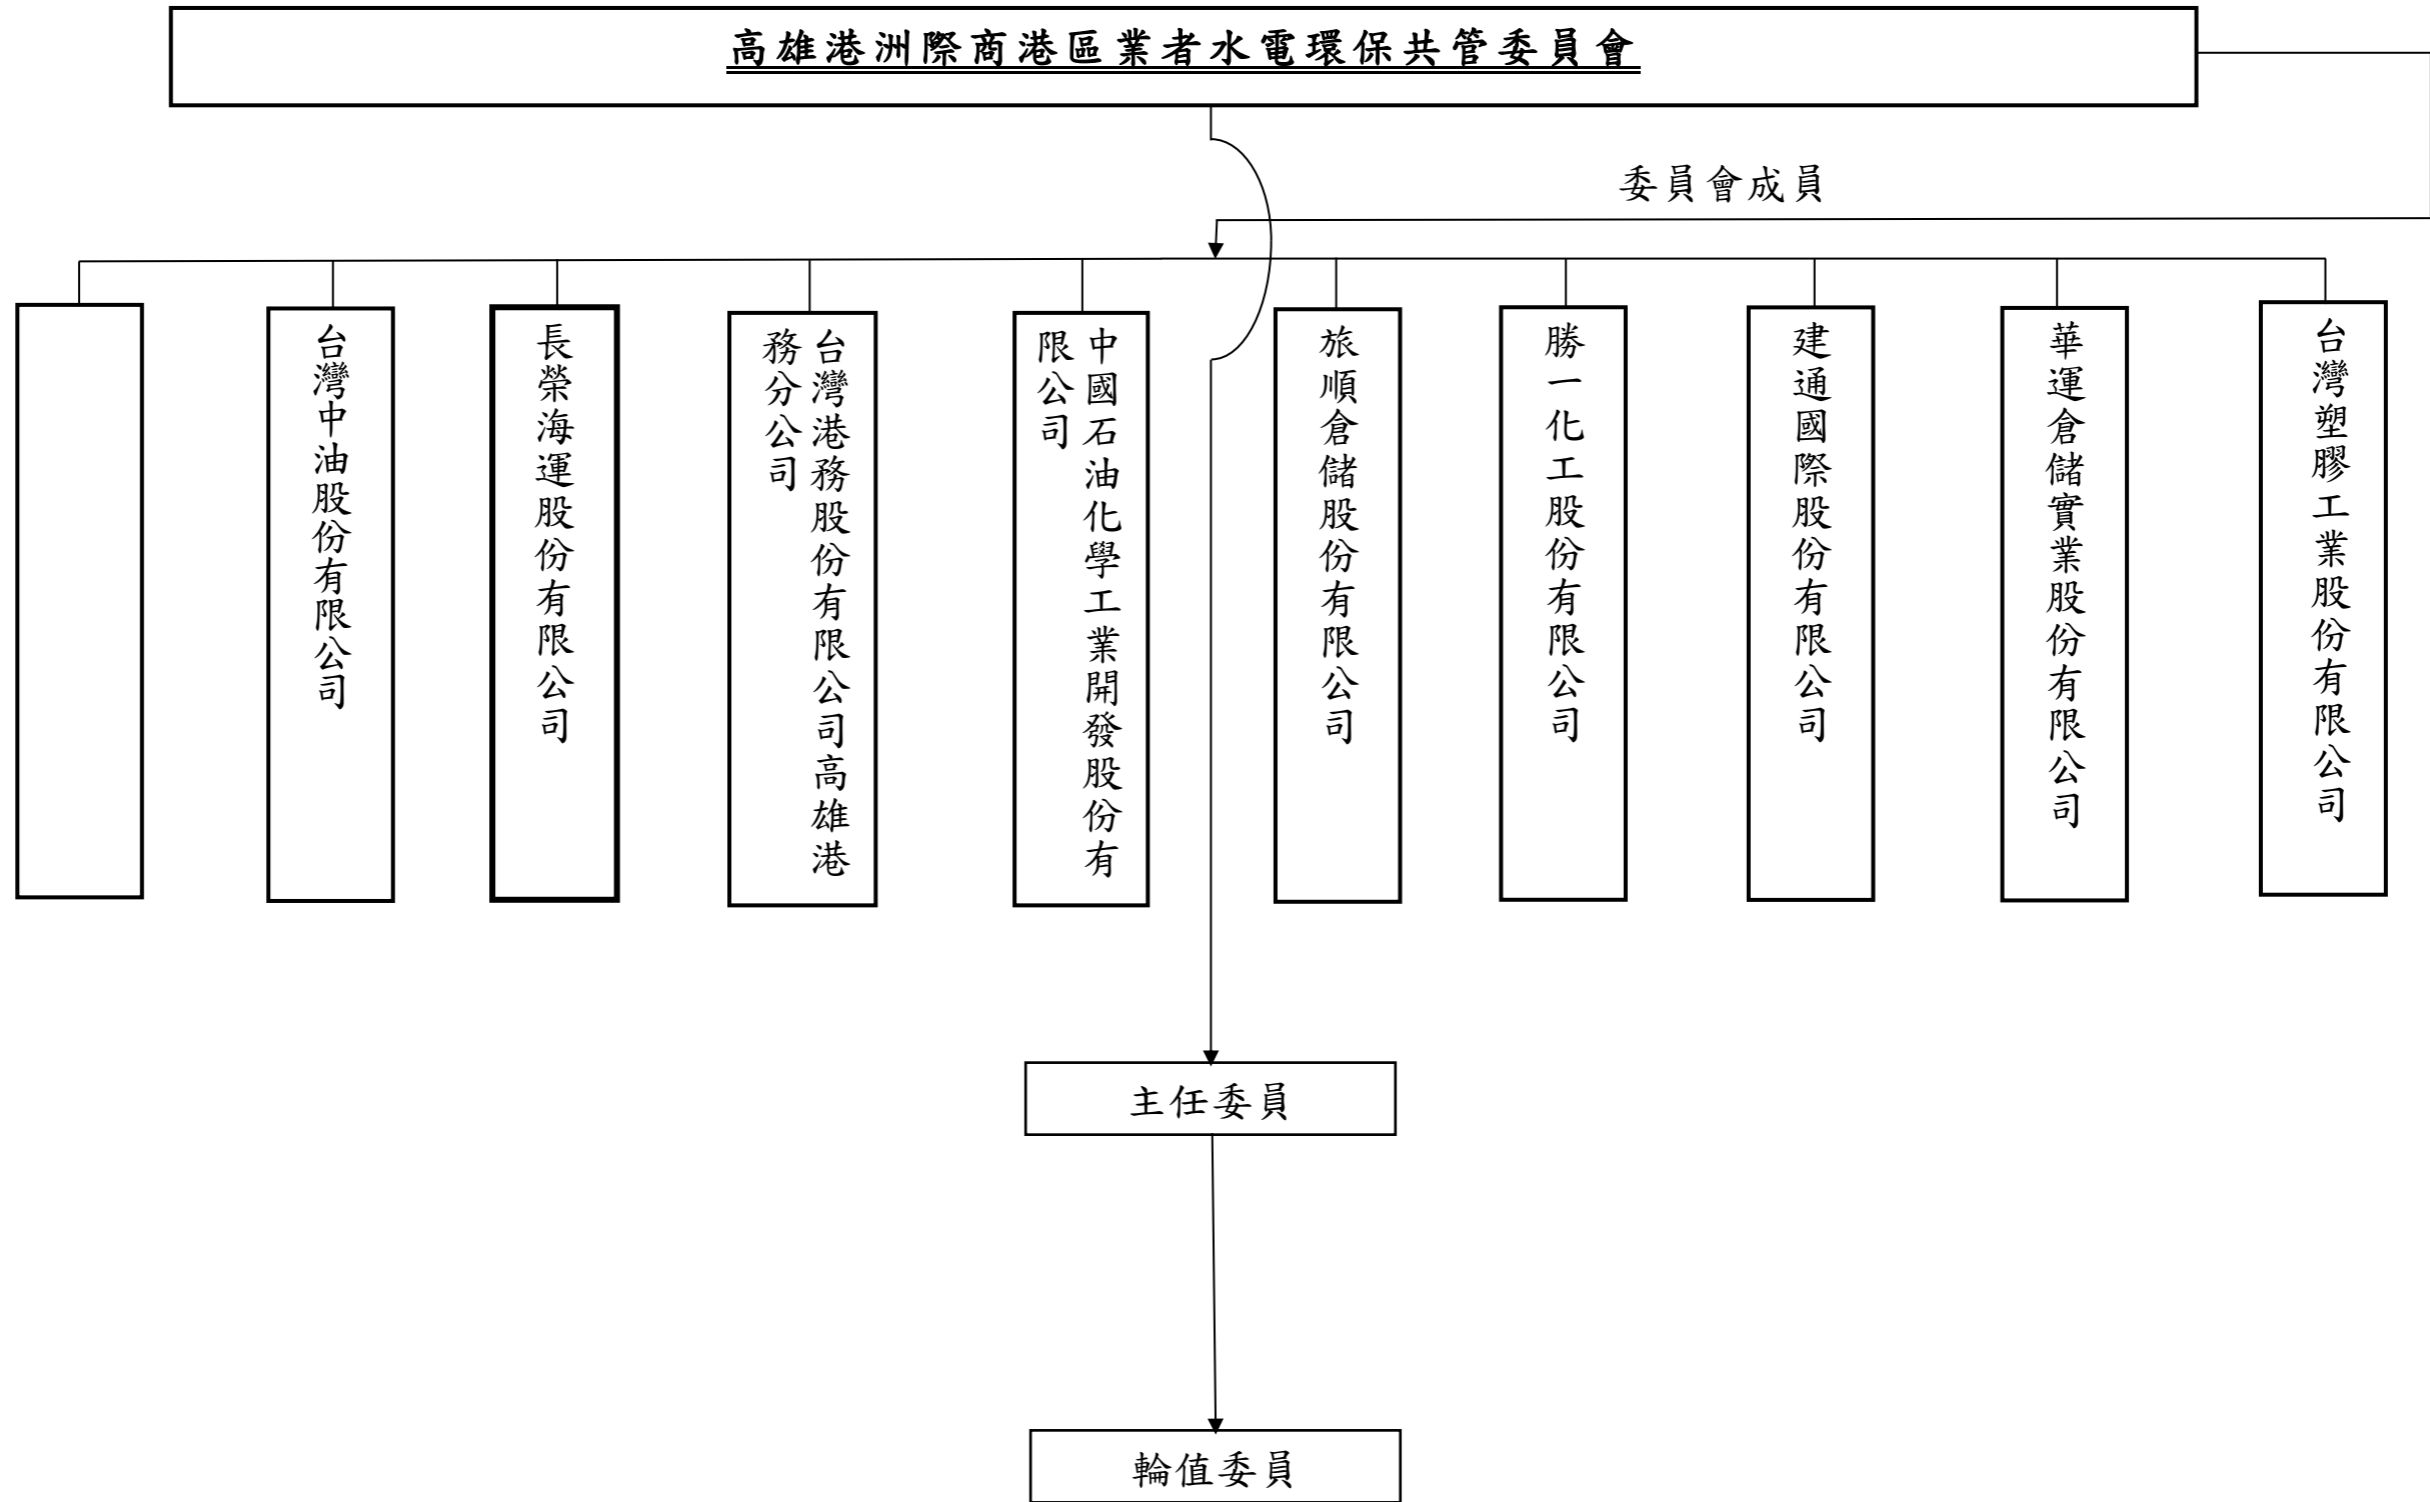 高雄港洲際商港區業者水電環保共管委員會
委員會成員
台灣中油股份有限公司
長榮海運股份有限公司
台灣港務股份有限公司高雄港
務分公司
中國石油化學工業開發股份有
限公司
旅順倉儲股份有限公司
勝一化工股份有限公司
建通國際股份有限公司
華運倉儲實業股份有限公司
台灣塑膠工業股份有限公司
主任委員
輪值委員